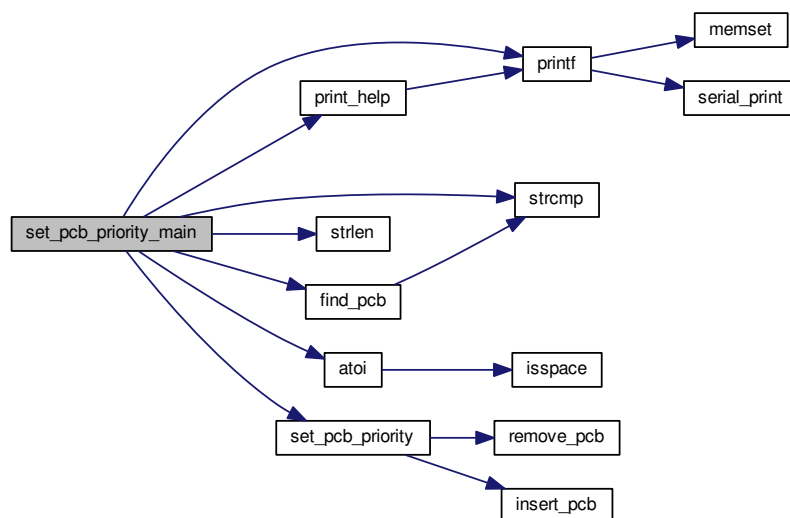 memset
printf
print_help
serial_print
strcmp
set_pcb_priority_main
strlen
find_pcb
atoi
isspace
set_pcb_priority
remove_pcb
insert_pcb